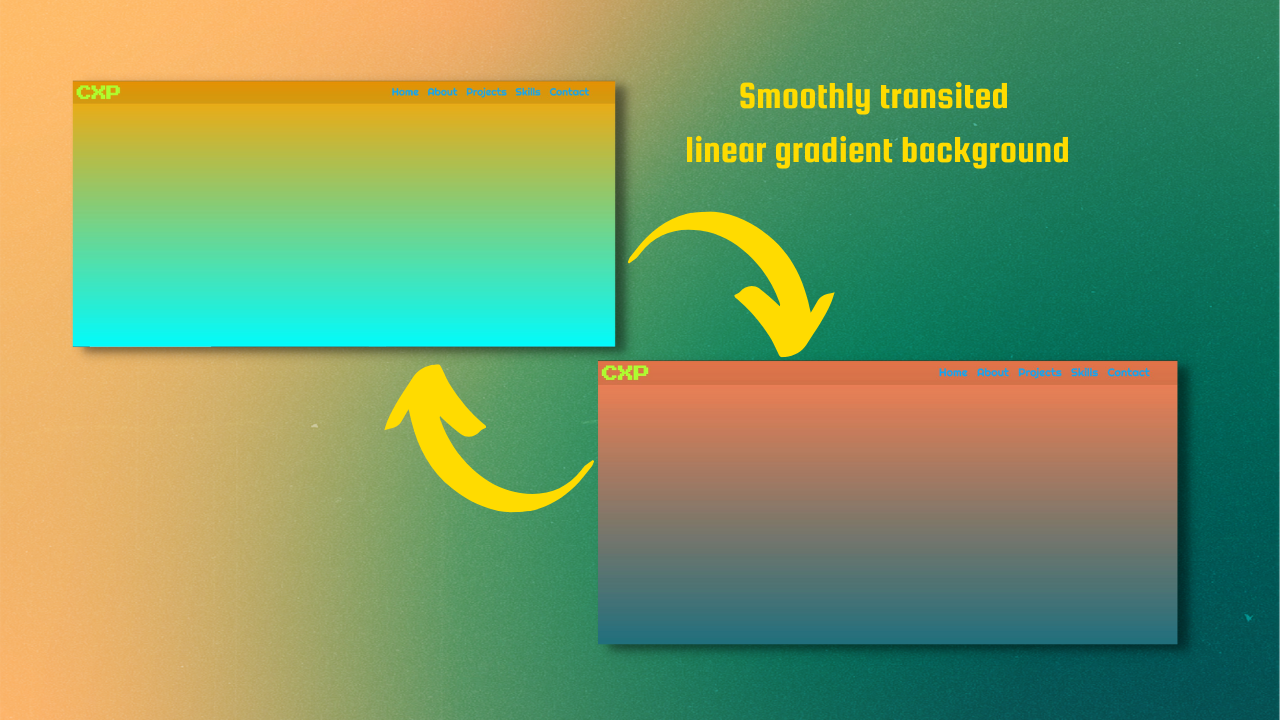 CXP
Home About Projects Skills Contact
Smoothly transited
linear gradient background
CXP
Home About Projects Skills Contact